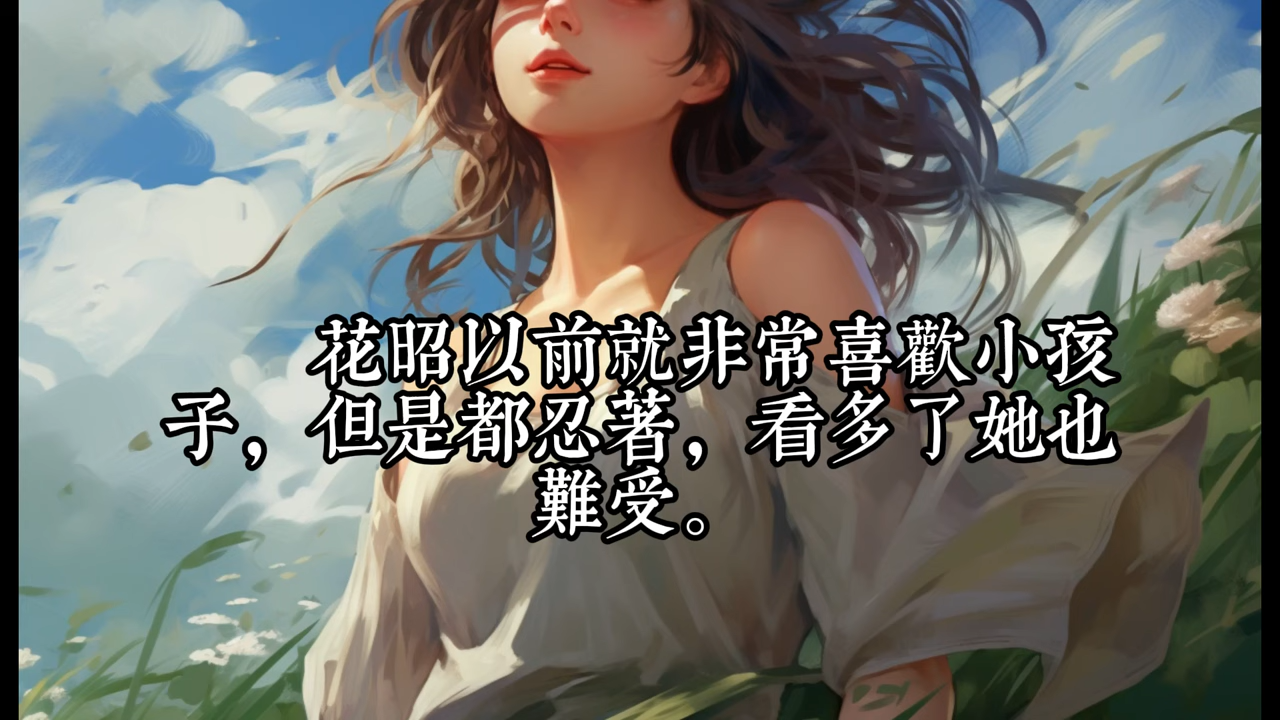 花昭以前就非常喜歡小孩
子，但是都忍著，看多了她也
難受。